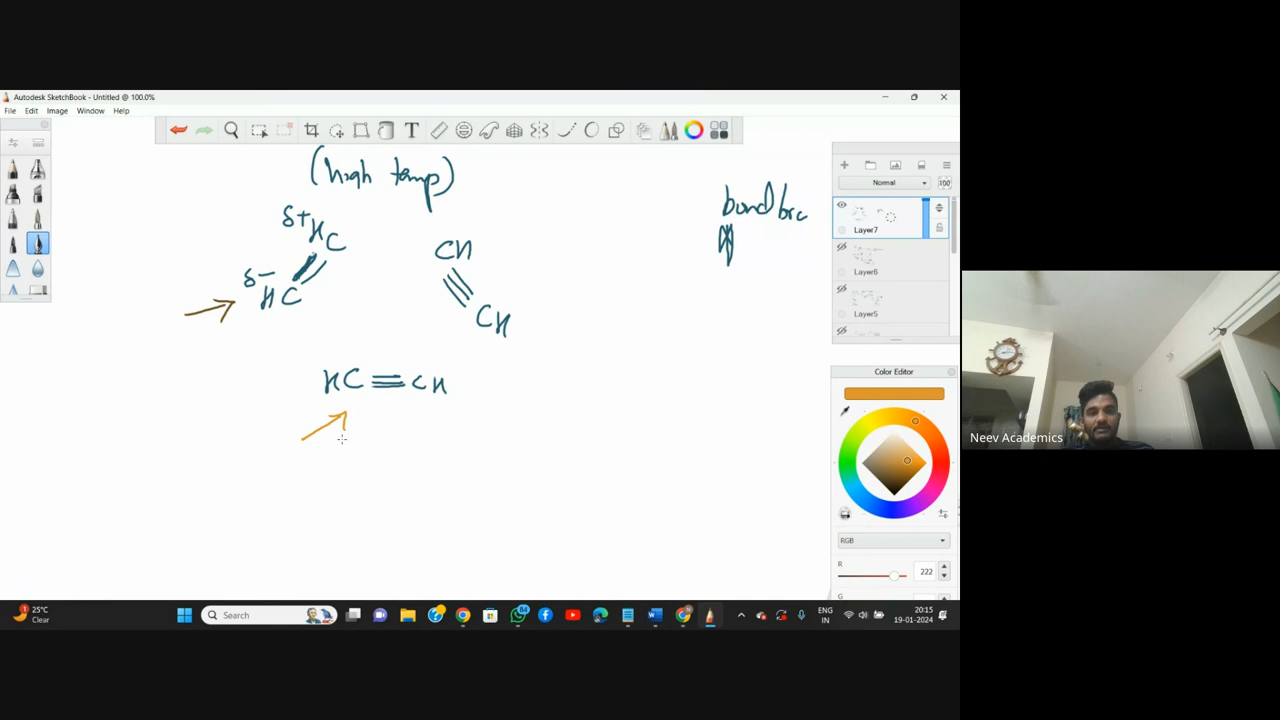 Autodesk SketchBook - Untitled @ 100.0%
File Edit Image Window Help
T
(high temp)
Normal
100
Layer7
Layer6
Layer5
bond bre
δ+
HC
δ-
HC
CH
CH
HC≡CH
Color Editor
RGB
R
222
G
Neev Academics
1
25°C
Clear
Search
84
ENG
IN
20:15
19-01-2024